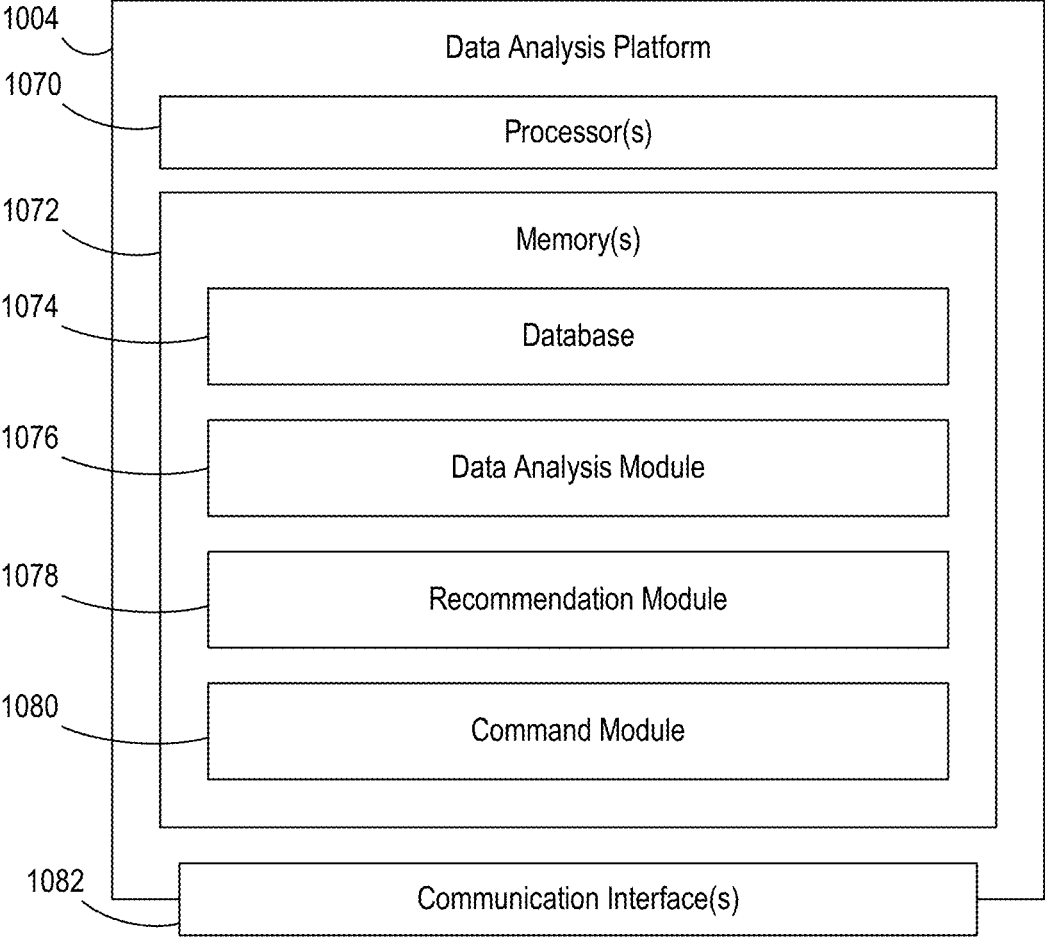 1004
Data Analysis Platform
1070
Processor(s)
1072
Memory(s)
1074
Database
1076
Data Analysis Module
1078
Recommendation Module
1080
Command Module
1082
Communication Interface(s)